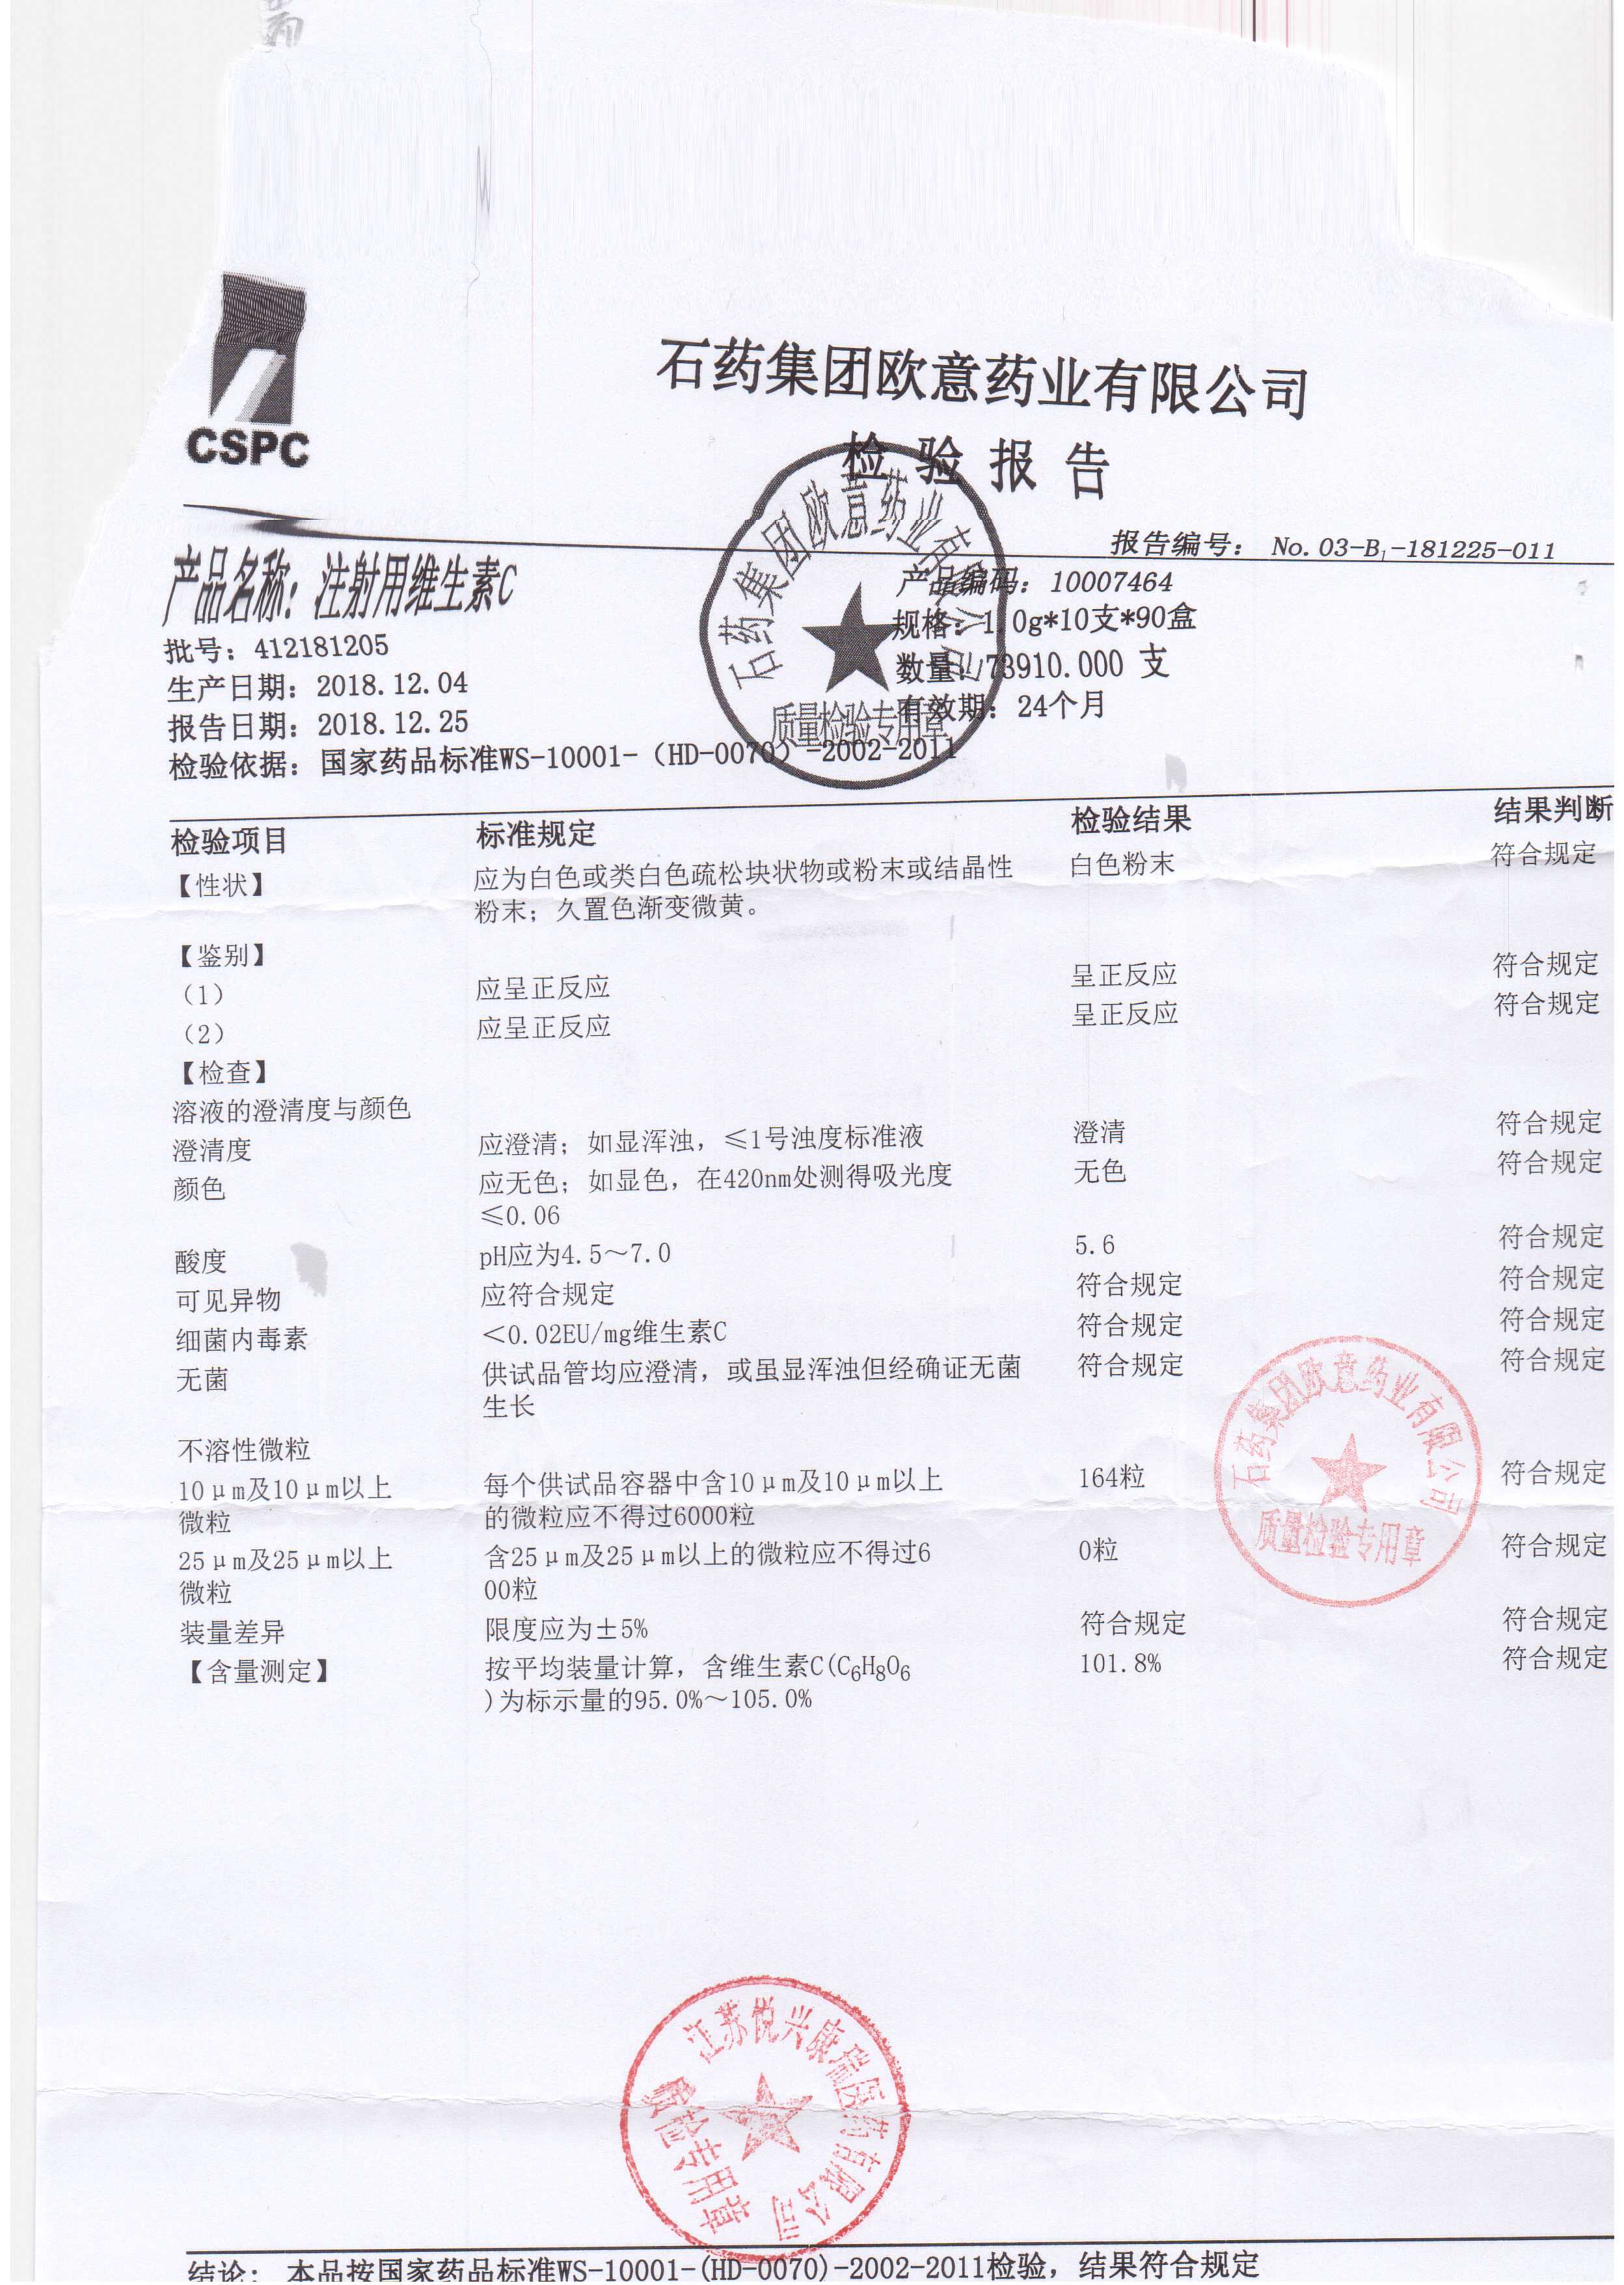 CSPC
石药集团欧意药业有限公司
检验报告
报告编号： No. 03-B₁-181225-011
产品名称：注射用维生素C
产品编码：10007464
批号：412181205
规格：1.0g*10支*90盒
生产日期：2018.12.04
数量：73910.000 支
报告日期：2018.12.25
有效期：24个月
检验依据：国家药品标准WS-10001-（HD-0070）-2002-2011
石药集团欧意药业有限公司
质量检验专用章
检验项目 标准规定 检验结果 结果判断
【性状】 应为白色或类白色疏松块状物或粉末或结晶性 白色粉末 符合规定
粉末；久置色渐变微黄。
【鉴别】
（1） 应呈正反应 呈正反应 符合规定
（2） 应呈正反应 呈正反应 符合规定
【检查】
溶液的澄清度与颜色
澄清度 应澄清；如显浑浊，≤1号浊度标准液 澄清 符合规定
颜色 应无色；如显色，在420nm处测得吸光度 无色 符合规定
≤0.06
酸度 pH应为4.5～7.0 5.6 符合规定
可见异物 应符合规定 符合规定 符合规定
细菌内毒素 ＜0.02EU/mg维生素C 符合规定 符合规定
无菌 供试品管均应澄清，或虽显浑浊但经确证无菌 符合规定 符合规定
生长
不溶性微粒
10μm及10μm以上 每个供试品容器中含10μm及10μm以上 164粒 符合规定
微粒 的微粒应不得过6000粒
25μm及25μm以上 含25μm及25μm以上的微粒应不得过6 0粒 符合规定
微粒 00粒
装量差异 限度应为±5% 符合规定 符合规定
【含量测定】 按平均装量计算，含维生素C(C₆H₈O₆ 101.8% 符合规定
)为标示量的95.0%～105.0%
石药集团欧意药业有限公司
质量检验专用章
江苏悦兴康瑞医药有限公司
质检专用章
结论： 本品按国家药品标准WS-10001-(HD-0070)-2002-2011检验，结果符合规定